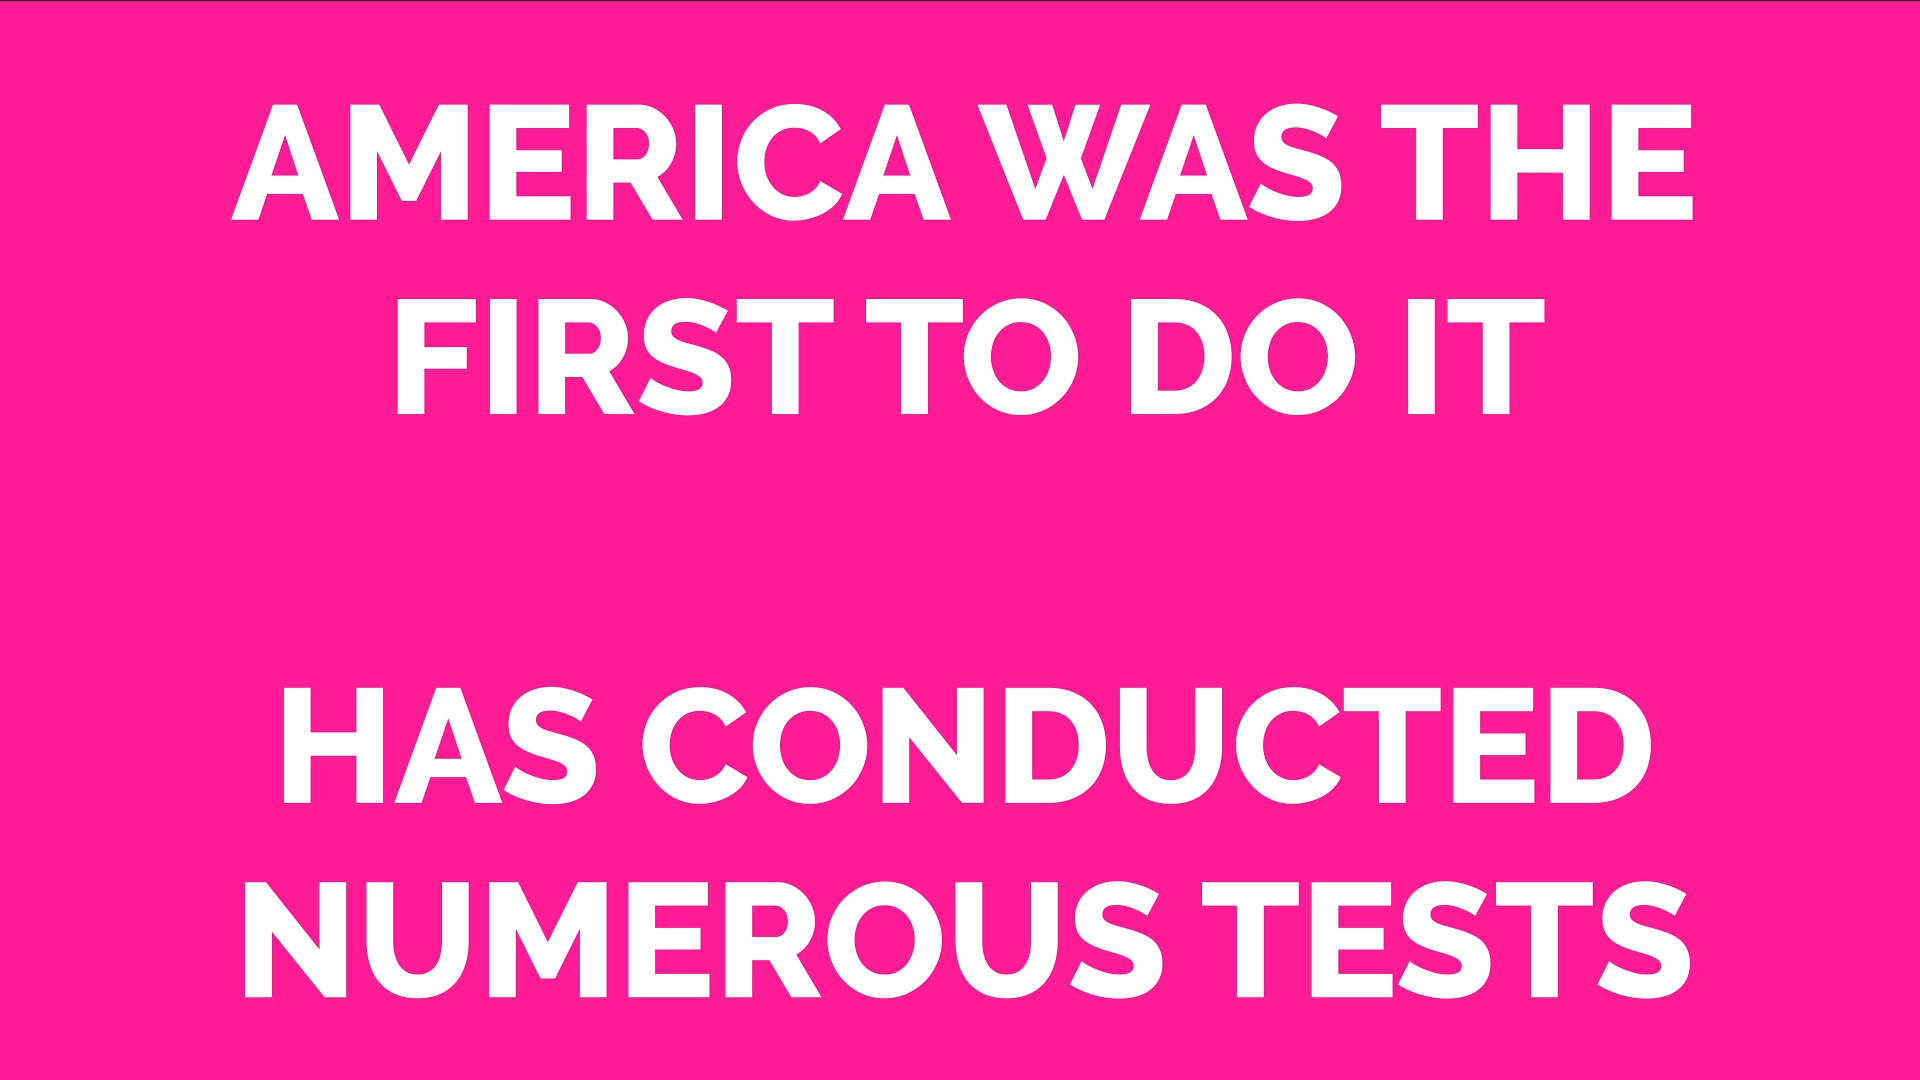 AMERICA WAS THE
FIRST TO DO IT
HAS CONDUCTED
NUMEROUS TESTS